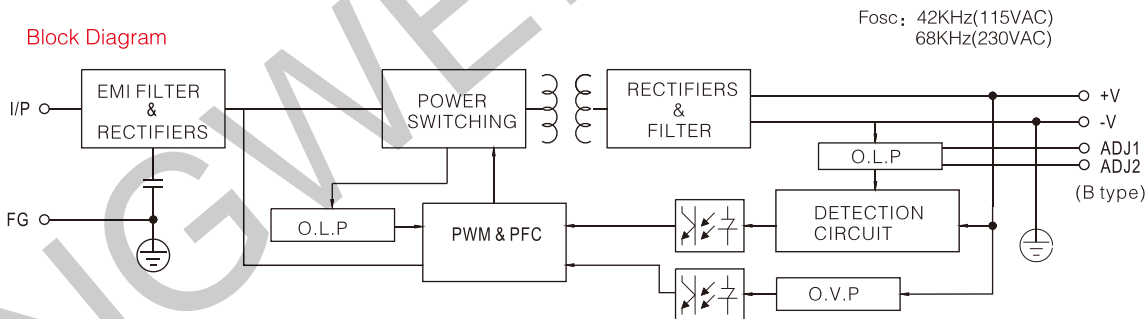 Fosc: 42KHz(115VAC)
68KHz(230VAC)
Block Diagram
I/P
EMI FILTER
&
RECTIFIERS
POWER
SWITCHING
RECTIFIERS
&
FILTER
+V
-V
ADJ1
ADJ2
(B type)
O.L.P
FG
O.L.P
PWM & PFC
DETECTION
CIRCUIT
O.V.P